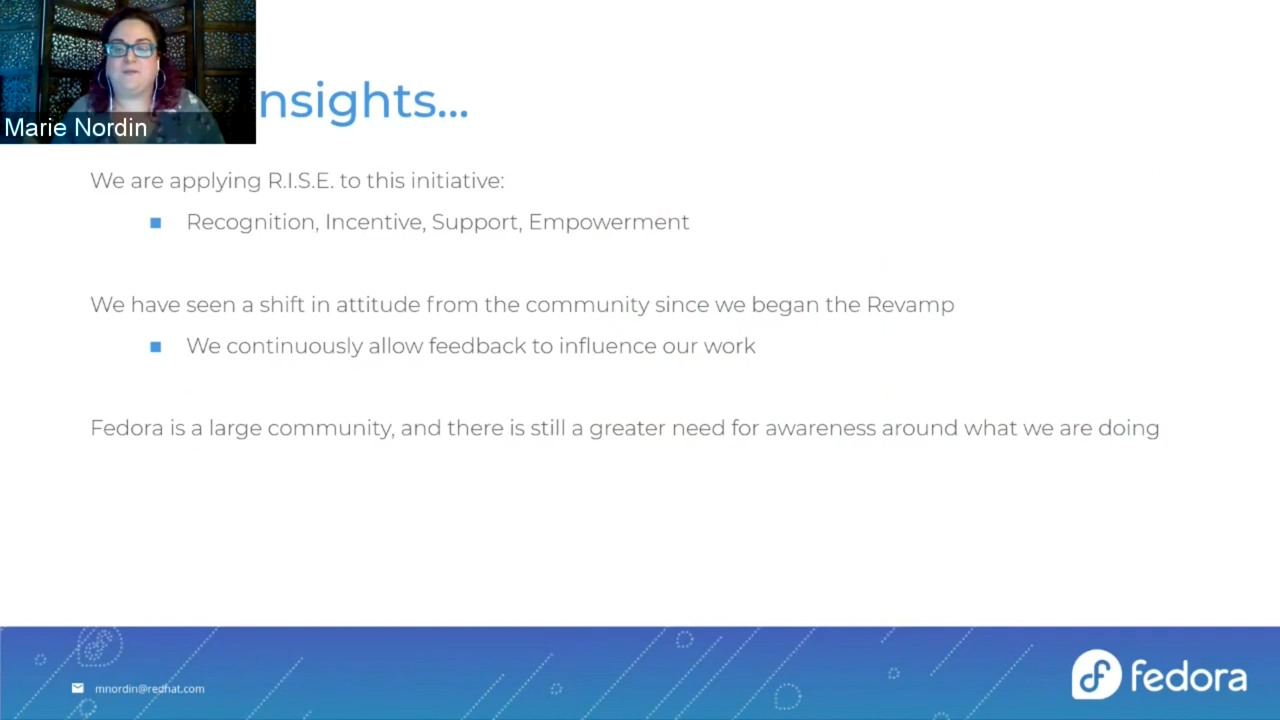 Marie Nordin
nsights...
We are applying R.I.S.E. to this initiative:
Recognition, Incentive, Support, Empowerment
We have seen a shift in attitude from the community since we began the Revamp
We continuously allow feedback to influence our work
Fedora is a large community, and there is still a greater need for awareness around what we are doing
mnordin@redhat.com
fedora